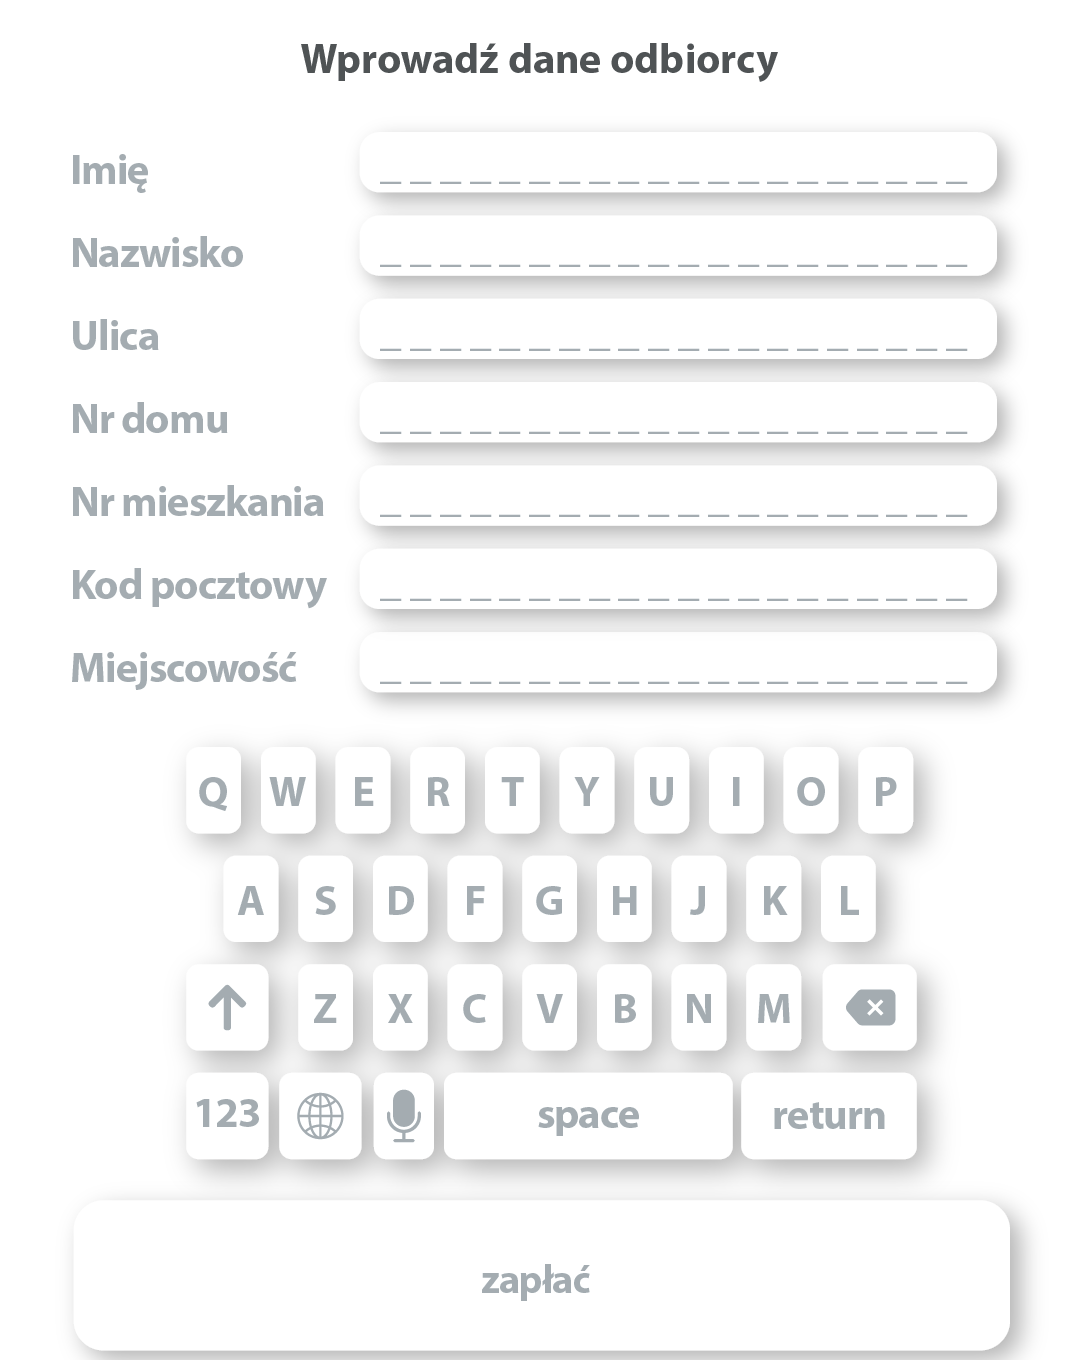 Wprowadź dane odbiorcy
Imię _ _ _ _ _ _ _ _ _ _ _ _ _ _ _ _ _ _ _ _
Nazwisko _ _ _ _ _ _ _ _ _ _ _ _ _ _ _ _ _ _ _ _
Ulica _ _ _ _ _ _ _ _ _ _ _ _ _ _ _ _ _ _ _ _
Nr domu _ _ _ _ _ _ _ _ _ _ _ _ _ _ _ _ _ _ _ _
Nr mieszkania _ _ _ _ _ _ _ _ _ _ _ _ _ _ _ _ _ _ _ _
Kod pocztowy _ _ _ _ _ _ _ _ _ _ _ _ _ _ _ _ _ _ _ _
Miejscowość _ _ _ _ _ _ _ _ _ _ _ _ _ _ _ _ _ _ _ _
Q W E R T Y U I O P
A S D F G H J K L
Z X C V B N M
123 space return
zapłać